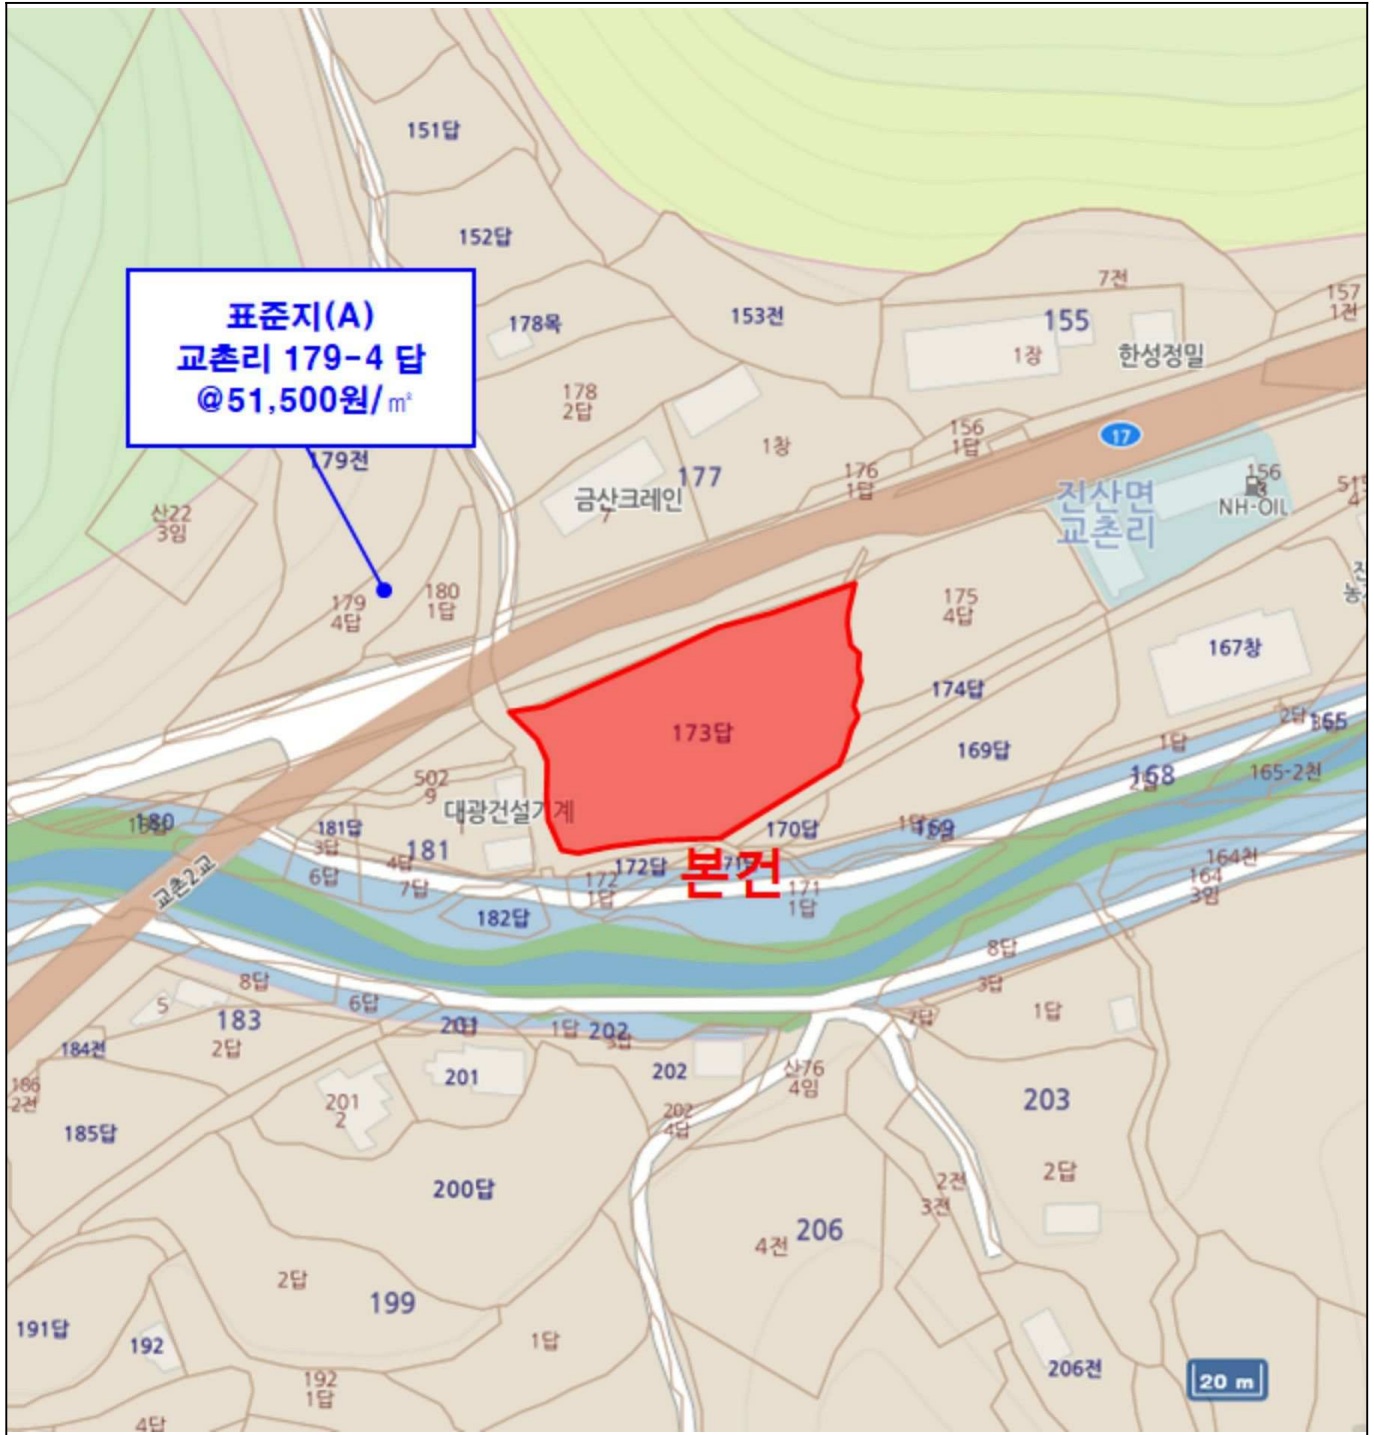 151답
152답
표준지(A)
교촌리 179-4 답
@51,500원/㎡
178목
153전
7전
155
157
1전
1장
한성정밀
178
2답
17
156
1답
1창
177
176
1답
179전
금산크레인
7
진산면
교촌리
156
NH-OIL
산22
3임
179
4답
180
1답
175
4답
167창
173답
174답
169답
2답
165
1답
168
165-2천
502
9
대광건설기계
180
181답
3답
4답
181
170답
169
6답
7답
172답
본건
172
1답
171
1답
164천
164
3임
182답
교촌2교
8답
8답
3답
6답
5
183
2답
184전
201
1답
202
202
2답
1답
186
2전
201
201
2
산76
4임
203
202
4답
185답
200답
2답
2전
3전
206
4전
2답
199
191답
192
1답
206전
20 m
192
1답
4답